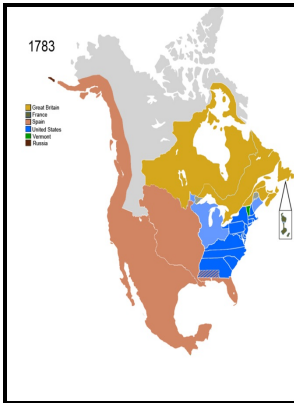 1783
Great Britain
France
Spain
United States
Vermont
Russia